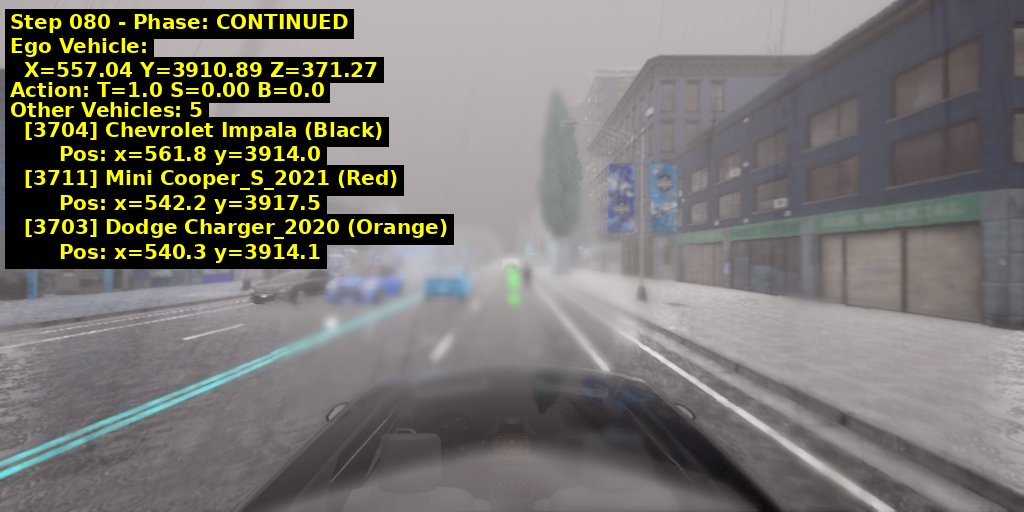 Step 080 - Phase: CONTINUED
Ego Vehicle:
X=557.04 Y=3910.89 Z=371.27
Action: T=1.0 S=0.00 B=0.0
Other Vehicles: 5
[3704] Chevrolet Impala (Black)
Pos: x=561.8 y=3914.0
[3711] Mini Cooper_S_2021 (Red)
Pos: x=542.2 y=3917.5
[3703] Dodge Charger_2020 (Orange)
Pos: x=540.3 y=3914.1